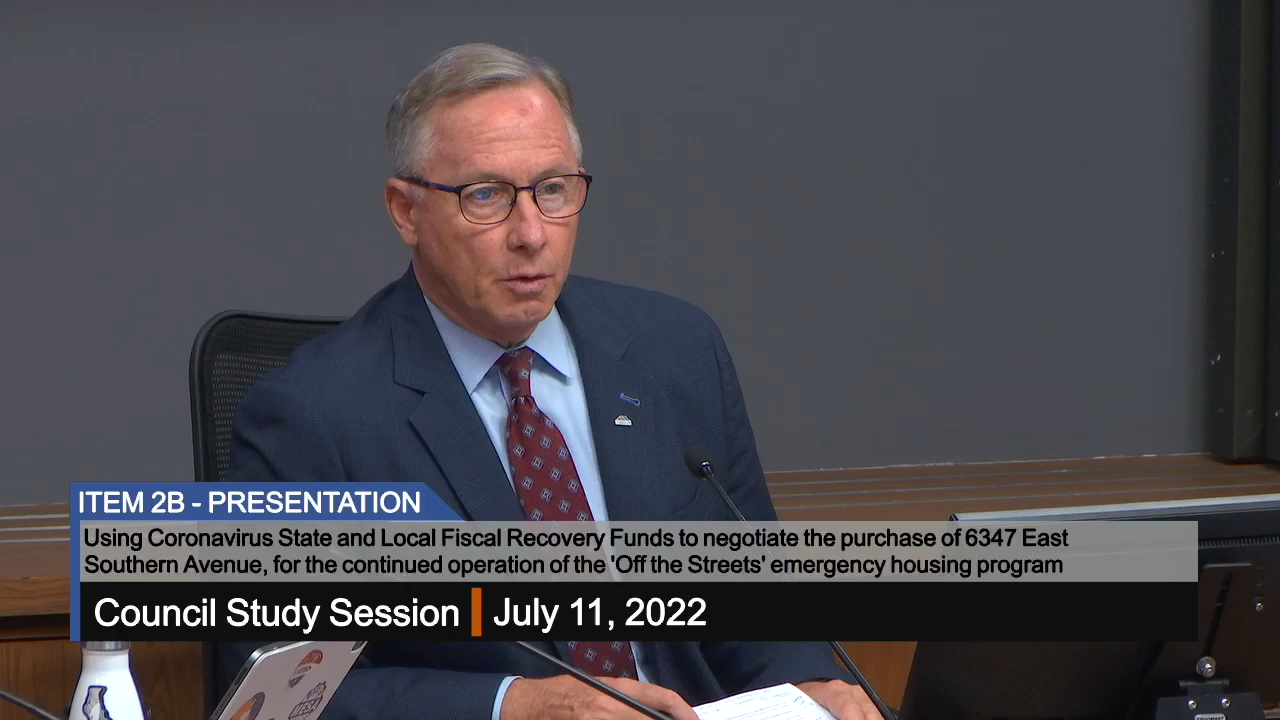 ITEM 2B - PRESENTATION
Using Coronavirus State and Local Fiscal Recovery Funds to negotiate the purchase of 6347 East
Southern Avenue, for the continued operation of the 'Off the Streets' emergency housing program
Council Study Session
July 11, 2022